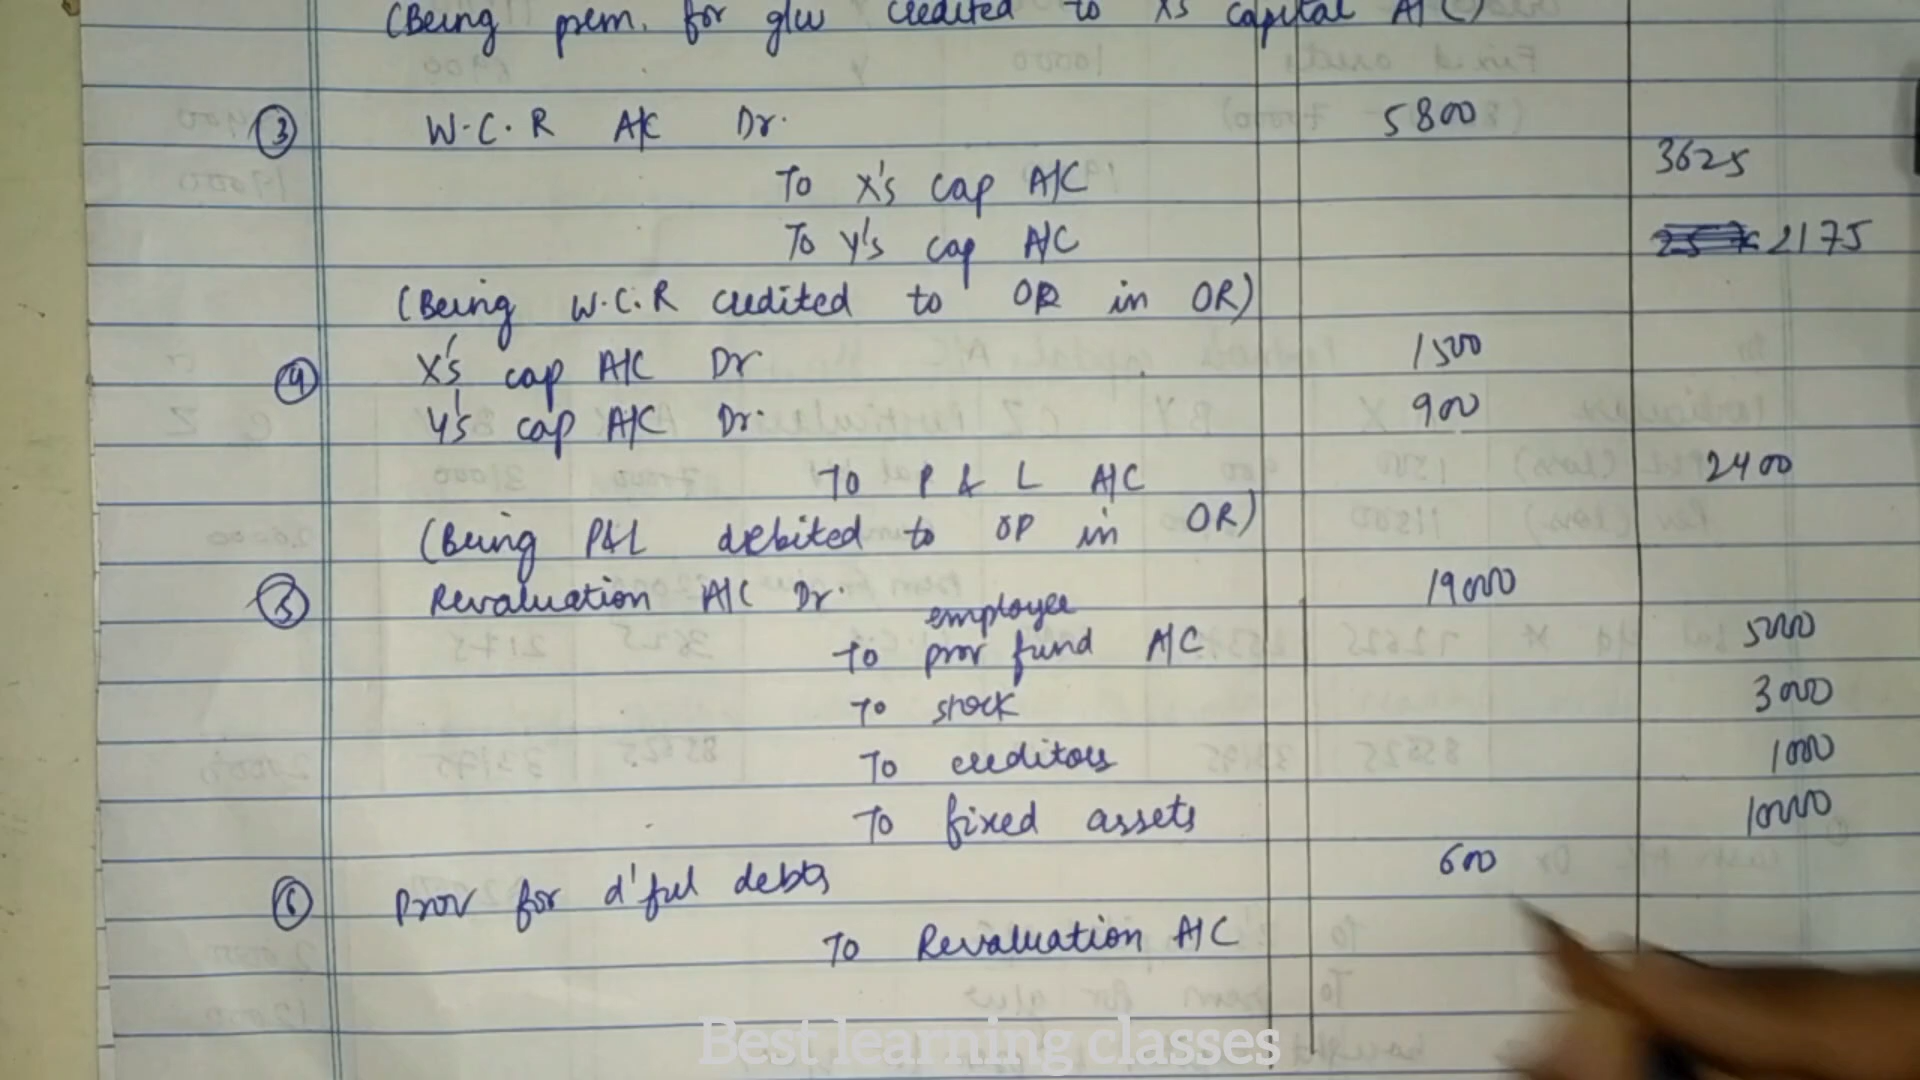 (Being prem. for g/w credited to X's capital A/C)
③ W.C.R A/C Dr. 5800
To X's cap A/C 3625
To Y's cap A/C 2175
(Being W.C.R credited to OP in OR)
④ X's cap A/C Dr 1500
Y's cap A/C Dr. 900
To P & L A/C 2400
(Being P&L debited to OP in OR)
⑤ Revaluation A/C Dr. 19000
employee
To prov fund A/C 5000
To stock 3000
To creditors 1000
To fixed assets 10000
⑥ Prov for d'ful debts 600
To Revaluation A/C
Best learning classes